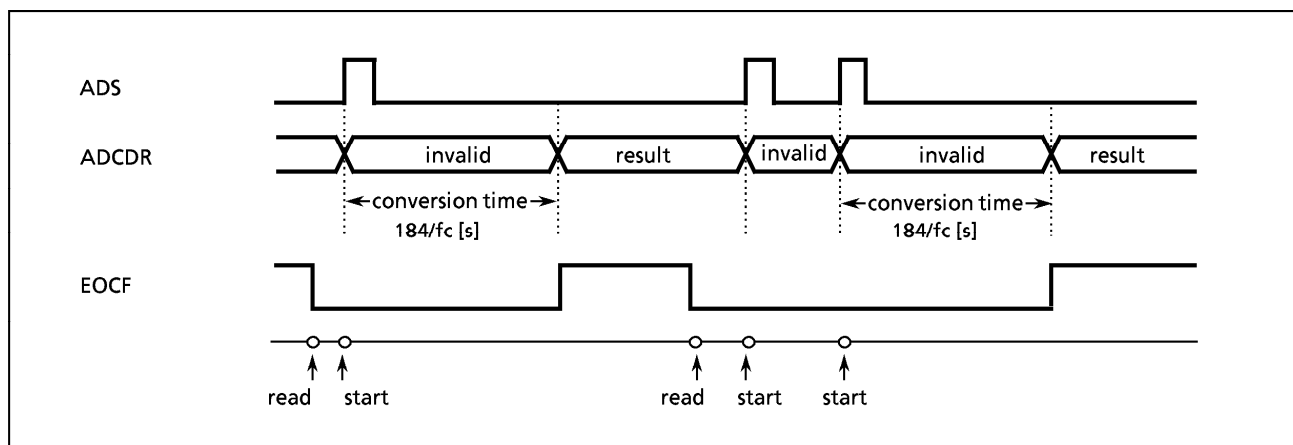 ADS
ADCDR
invalid
result
invalid
invalid
result
conversion time
184/fc [s]
conversion time
184/fc [s]
EOCF
read
start
read
start
start